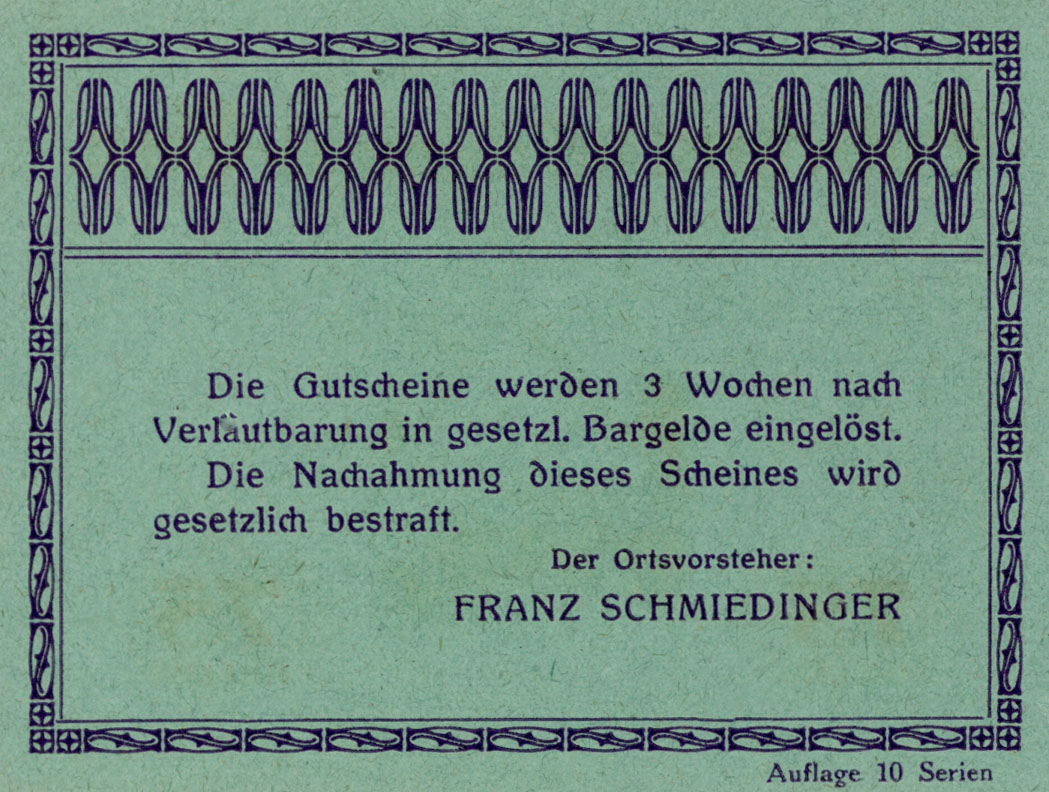 Die Gutscheine werden 3 Wochen nach
Verlautbarung in gesetzl. Bargelde eingelöst.
Die Nachahmung dieses Scheines wird
gesetzlich bestraft.
Der Ortsvorsteher:
FRANZ SCHMIEDINGER
Auflage 10 Serien